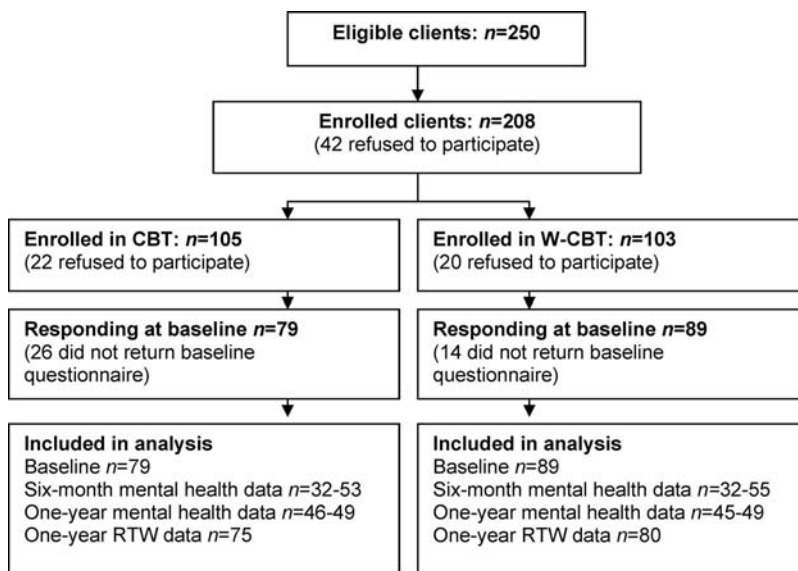 Eligible clients: n=250
Enrolled clients: n=208
(42 refused to participate)
Enrolled in CBT: n=105
(22 refused to participate)
Enrolled in W-CBT: n=103
(20 refused to participate)
Responding at baseline n=79
(26 did not return baseline
questionnaire)
Responding at baseline n=89
(14 did not return baseline
questionnaire)
Included in analysis
Baseline n=79
Six-month mental health data n=32-53
One-year mental health data n=46-49
One-year RTW data n=75
Included in analysis
Baseline n=89
Six-month mental health data n=32-55
One-year mental health data n=45-49
One-year RTW data n=80